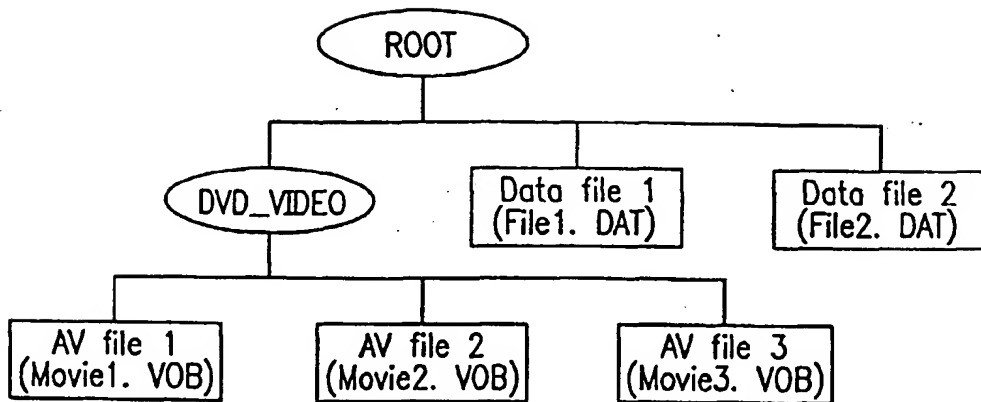 ROOT
DVD_VIDEO
Data file 1
(File1. DAT)
Data file 2
(File2. DAT)
AV file 1
(Movie1. VOB)
AV file 2
(Movie2. VOB)
AV file 3
(Movie3. VOB)